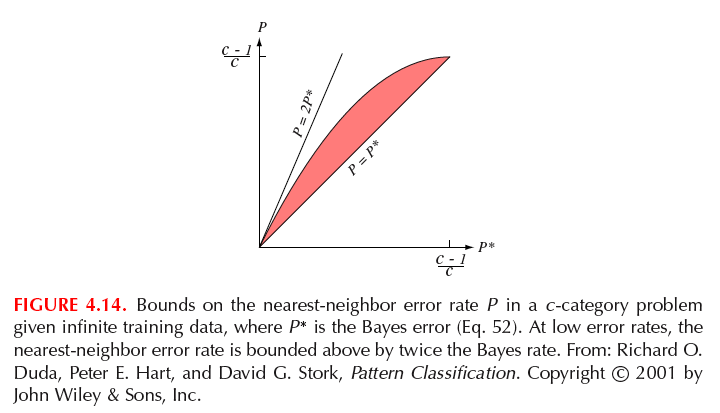 P
c - 1
c
P = 2P*
P = P*
P*
c - 1
c
FIGURE 4.14. Bounds on the nearest-neighbor error rate P in a c-category problem
given infinite training data, where P* is the Bayes error (Eq. 52). At low error rates, the
nearest-neighbor error rate is bounded above by twice the Bayes rate. From: Richard O.
Duda, Peter E. Hart, and David G. Stork, Pattern Classification. Copyright © 2001 by
John Wiley & Sons, Inc.